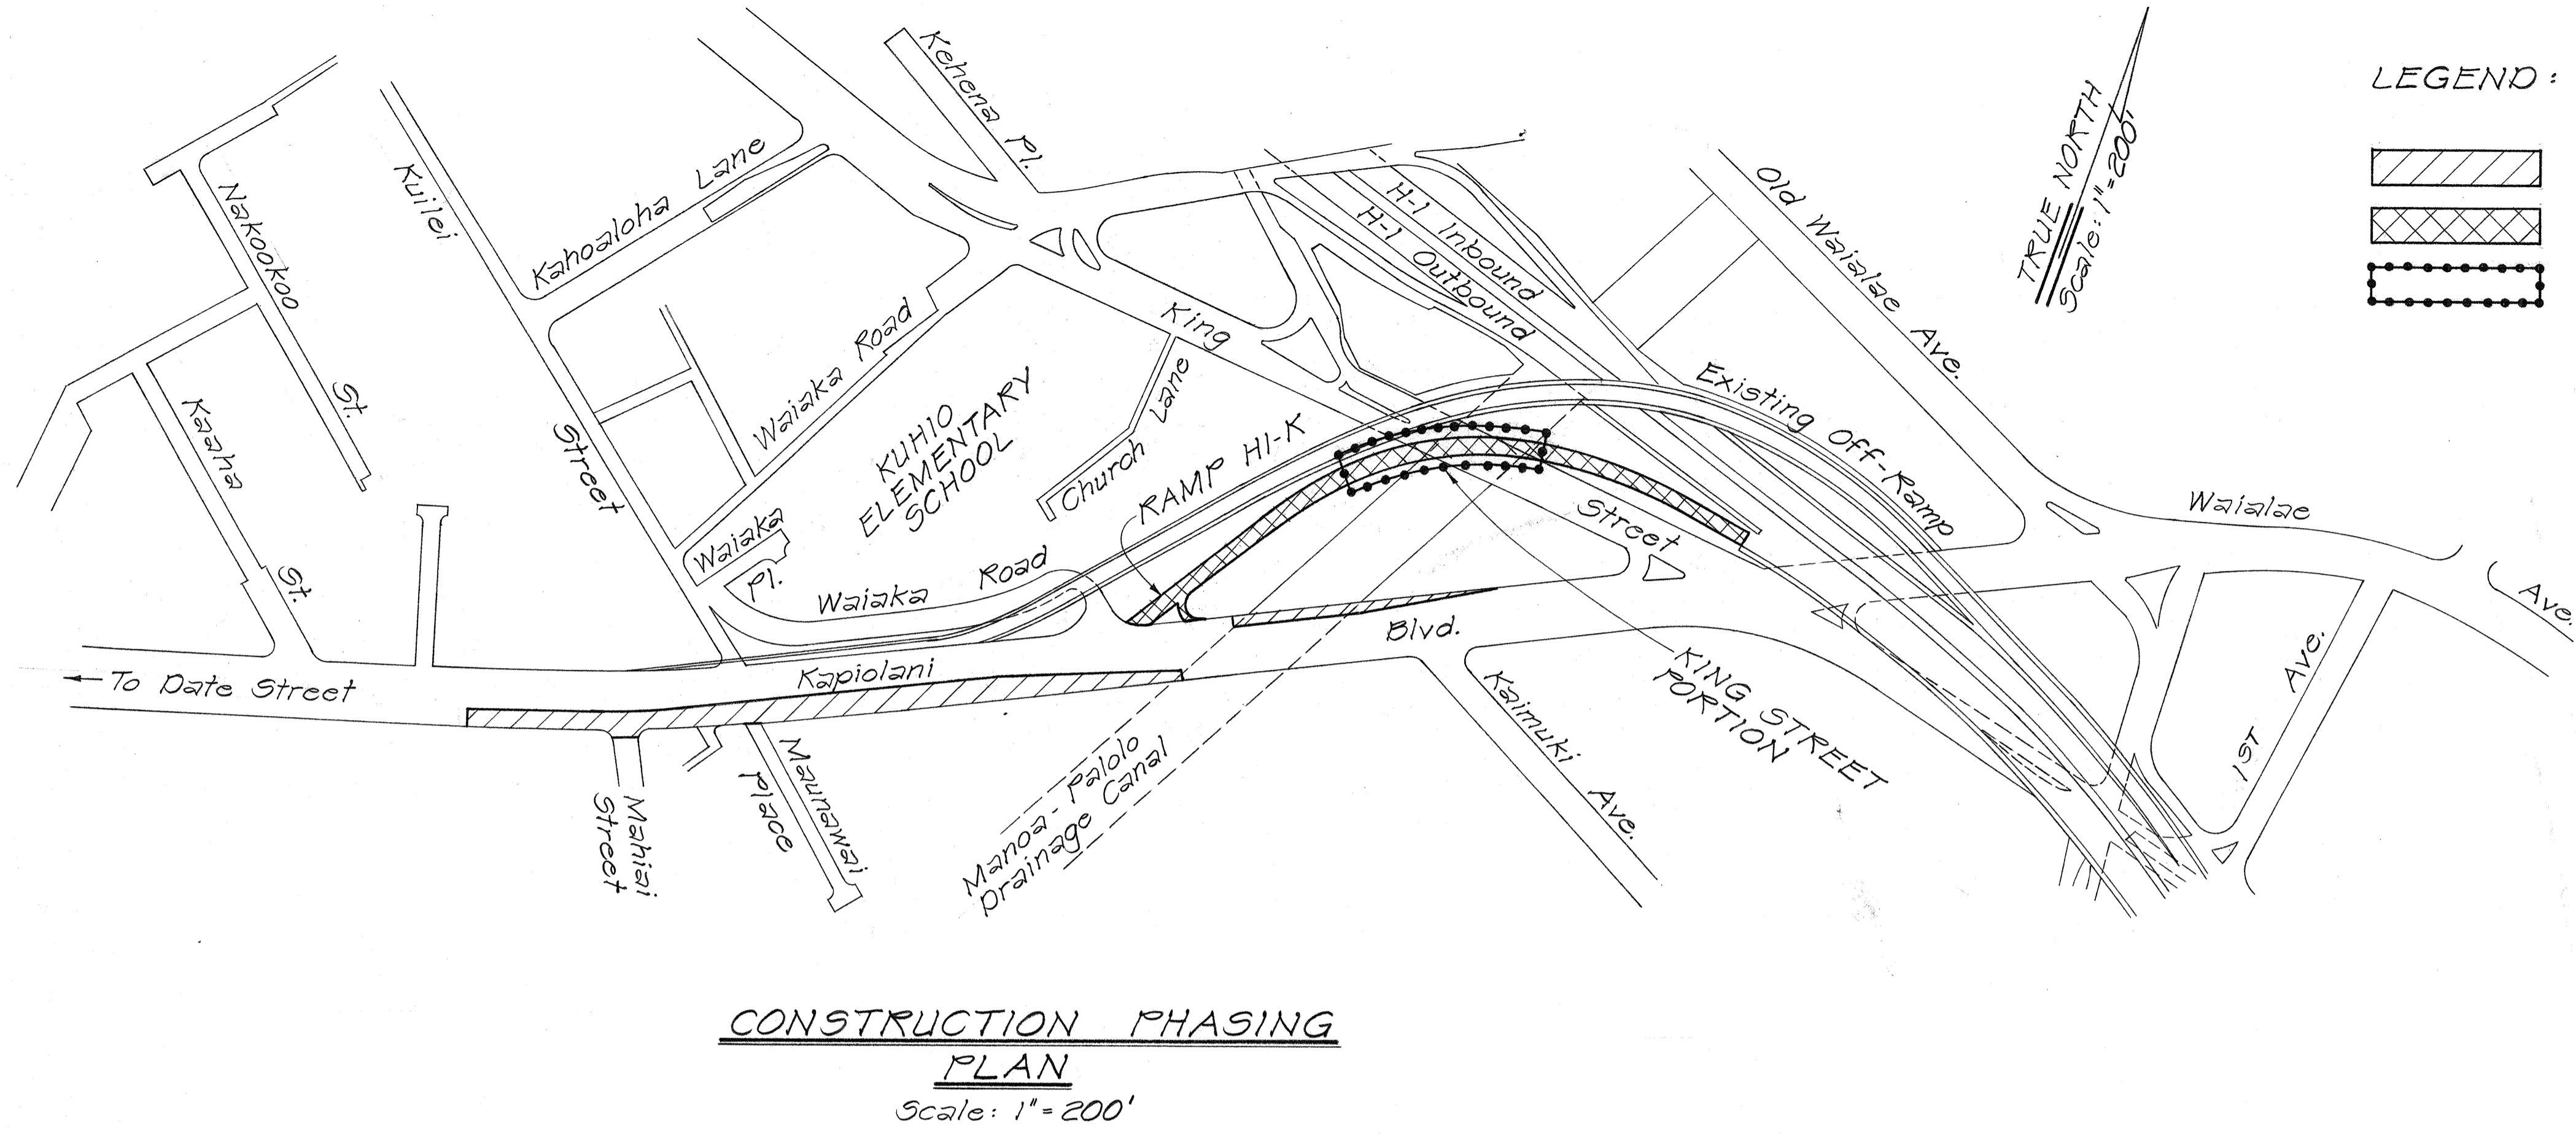 Kehena Pl.
LEGEND:
TRUE NORTH
Scale: 1"=200'
Kuilei
Street
Kahoaloha Lane
Nakookoo
St.
Kaaha
St.
Waiaka Road
KUHIO
ELEMENTARY
SCHOOL
Church Lane
King
Street
H-1 Inbound
H-1 Outbound
Old Waialae Ave.
Existing Off-Ramp
Waialae
Ave.
RAMP HI-K
Waiaka
Pl.
Waiaka Road
Kapiolani
Blvd.
← To Date Street
Mahiai
Street
Maunawai
Place
Manoa-Palolo
Drainage Canal
Kaimuki Ave.
KING STREET
PORTION
1ST Ave.
CONSTRUCTION PHASING
PLAN
Scale: 1"=200'